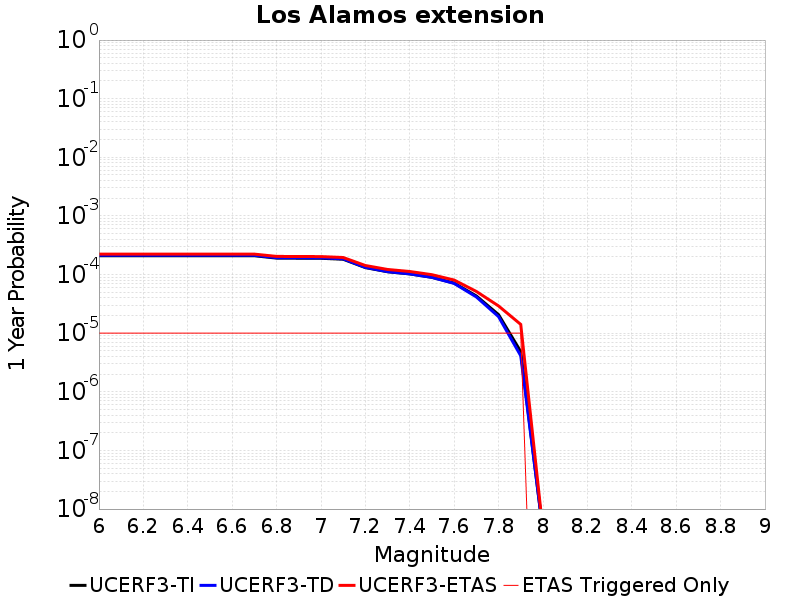 Los Alamos extension
1 Year Probability
10^0
10^-1
10^-2
10^-3
10^-4
10^-5
10^-6
10^-7
10^-8
6 6.2 6.4 6.6 6.8 7 7.2 7.4 7.6 7.8 8 8.2 8.4 8.6 8.8 9
Magnitude
UCERF3-TI UCERF3-TD UCERF3-ETAS ETAS Triggered Only